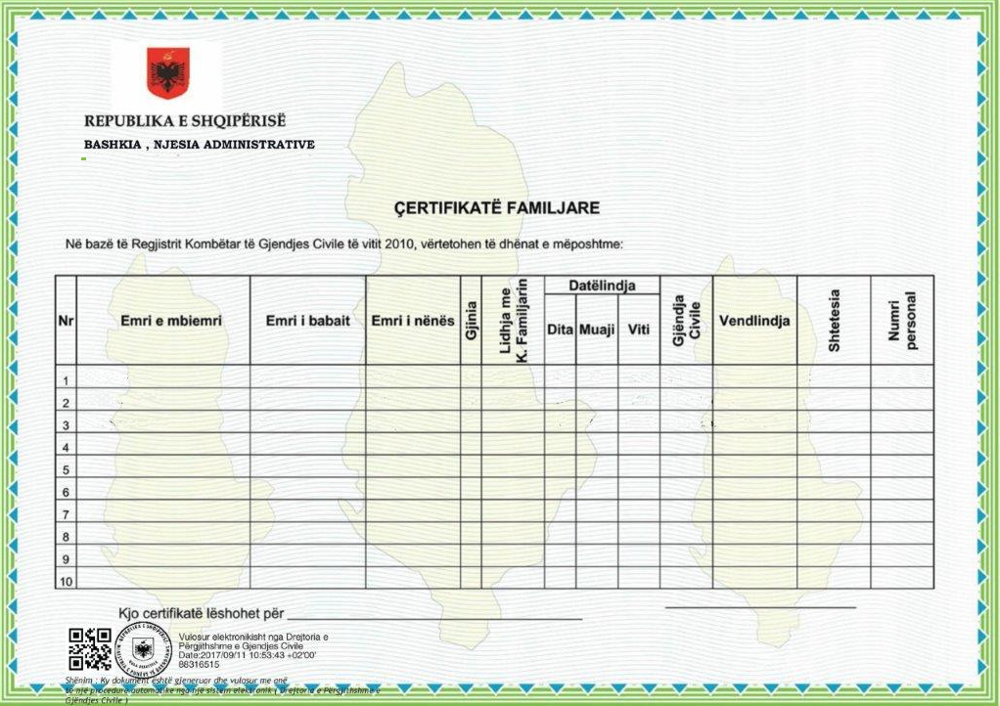 REPUBLIKA E SHQIPËRISË
BASHKIA , NJESIA ADMINISTRATIVE
ÇERTIFIKATË FAMILJARE
Në bazë të Regjistrit Kombëtar të Gjendjes Civile të vitit 2010, vërtetohen të dhënat e mëposhtme:
Nr
Emri e mbiemri
Emri i babait
Emri i nënës
Gjinia
Lidhja me
K. Familjarin
Datëlindja
Dita
Muaji
Viti
Gjëndja
Civile
Vendlindja
Shtetesia
Numri
personal
1
2
3
4
5
6
7
8
9
10
Kjo certifikatë lëshohet për
Vulosur elektronikisht nga Drejtoria e
Përgjithshme e Gjendjes Civile
Date:2017/09/11 10:53:43 +02'00'
88316515
Shënim : Ky dokument është gjeneruar dhe vulosur me anë
të një procedure automatike nga një sistem elektronik ( Drejtoria e Përgjithshme e
Gjëndjes Civile )